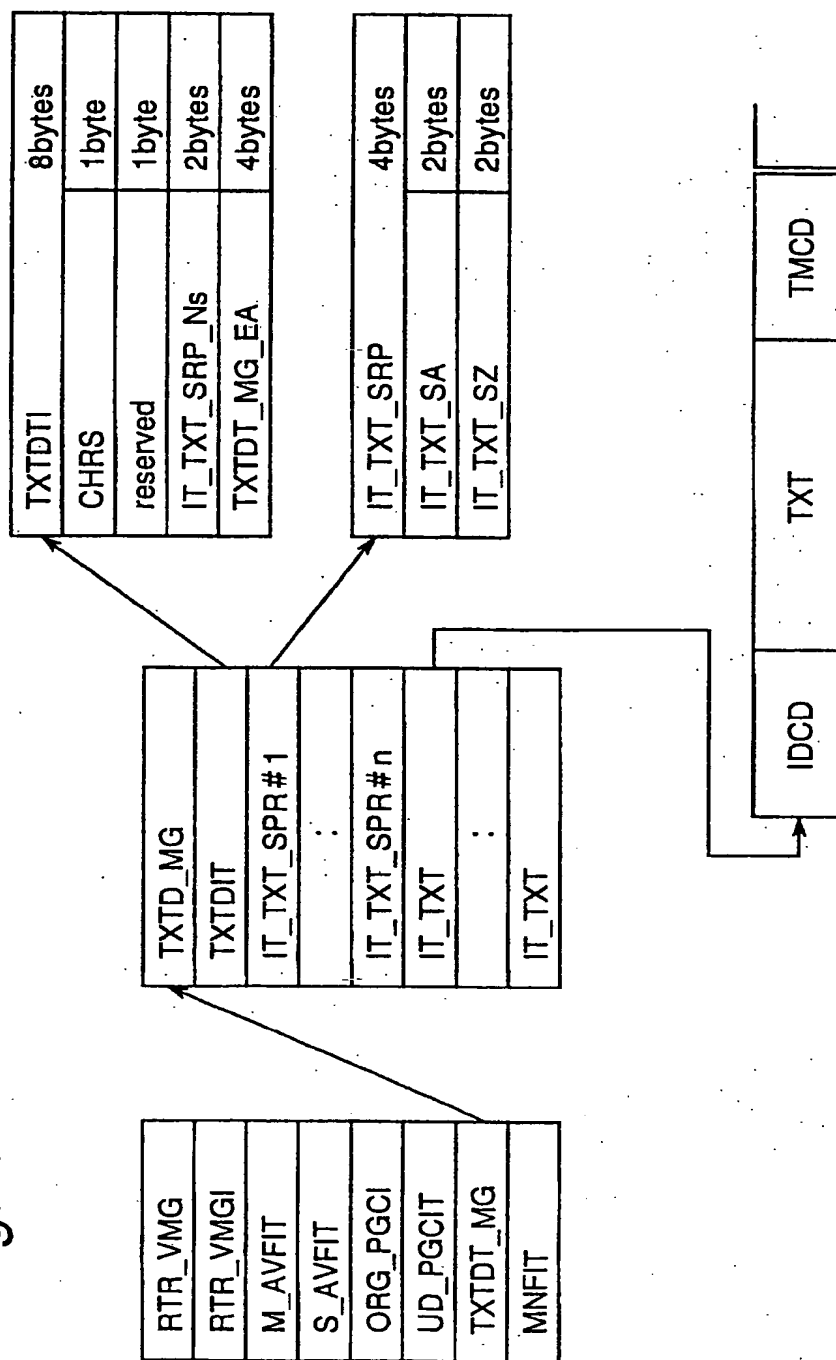 g
RTR_VMG
RTR_VMGI
M_AVFIT
S_AVFIT
ORG_PGCI
UD_PGCIT
TXTDT_MG
MNFIT
TXTD_MG
TXTDIT
IT_TXT_SPR#1
:
IT_TXT_SPR#n
IT_TXT
:
IT_TXT
TXTDTI 8bytes
CHRS 1byte
reserved 1byte
IT_TXT_SRP_Ns 2bytes
TXTDT_MG_EA 4bytes
IT_TXT_SRP 4bytes
IT_TXT_SA 2bytes
IT_TXT_SZ 2bytes
IDCD TXT TMCD